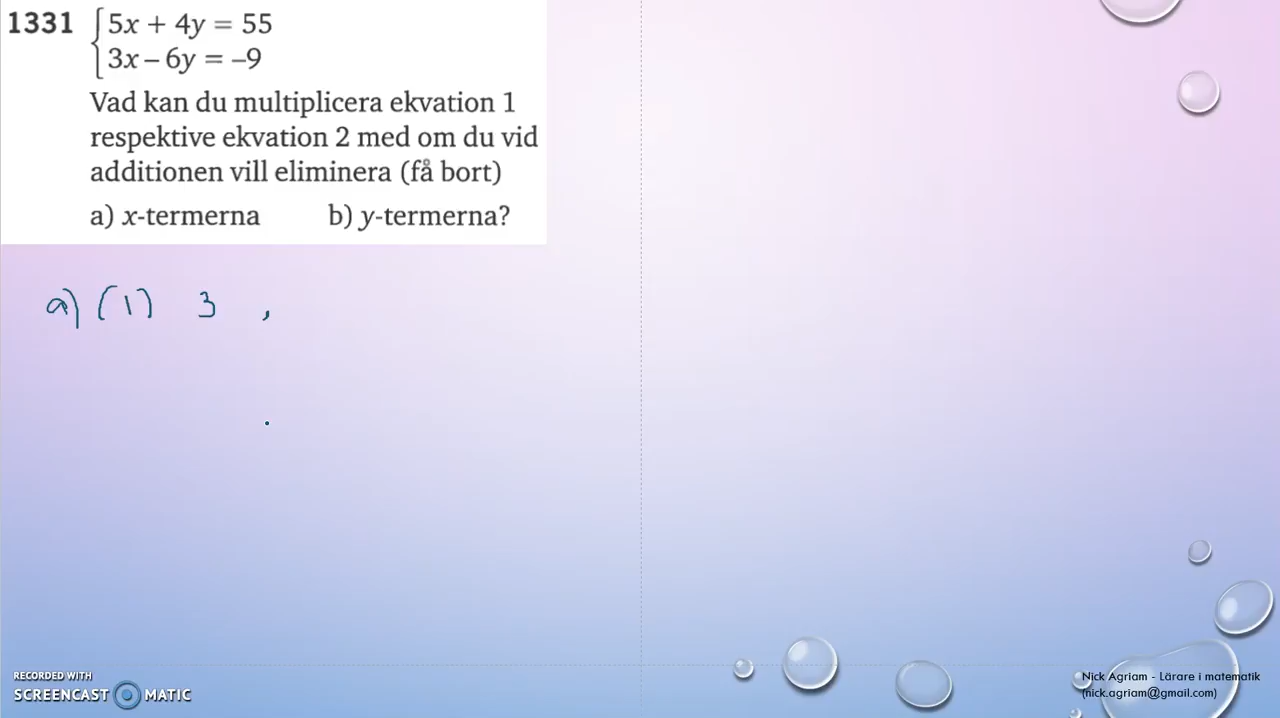 1331 5x + 4y = 55
3x – 6y = –9
Vad kan du multiplicera ekvation 1
respektive ekvation 2 med om du vid
additionen vill eliminera (få bort)
a) x-termerna b) y-termerna?
a) (1) 3 ,
RECORDED WITH
SCREENCAST MATIC
Nick Agriam - Lärare i matematik
(nick.agriam@gmail.com)